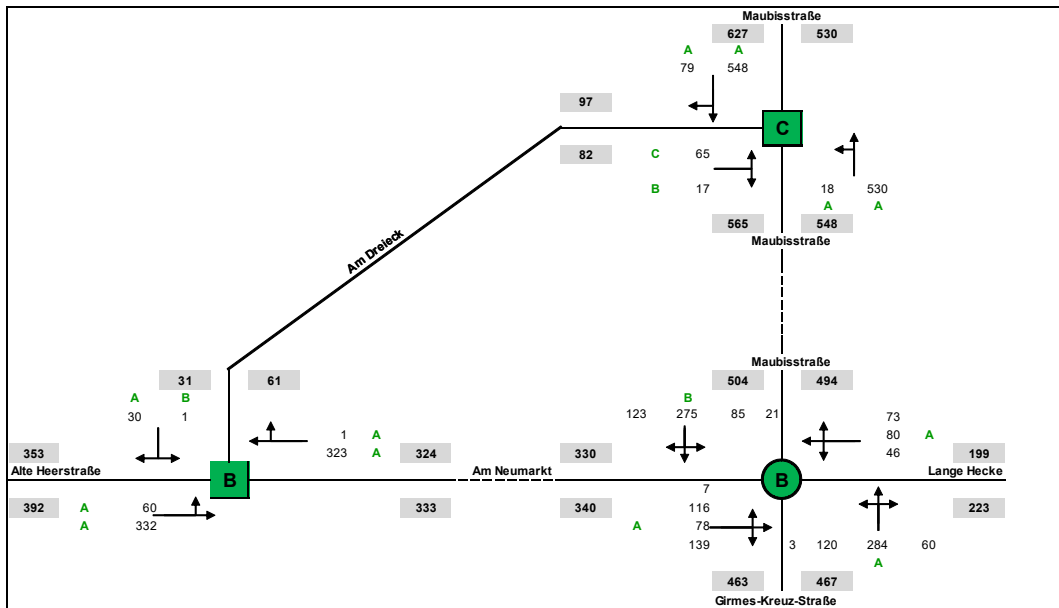 Maubisstraße
627 530
A A
79 548
97
C
82
C 65
B 17
18 530
A A
565 548
Maubisstraße
Am Dreieck
Maubisstraße
31 61
504 494
A B
30 1
B
123 275 85 21
73
80 A
46
1 A
323 A
353
324
330
199
Alte Heerstraße
B
Am Neumarkt
B
Lange Hecke
392
A 60
A 332
333
340
7
116
A 78
139
223
3 120 284 60
A
463 467
Girmes-Kreuz-Straße